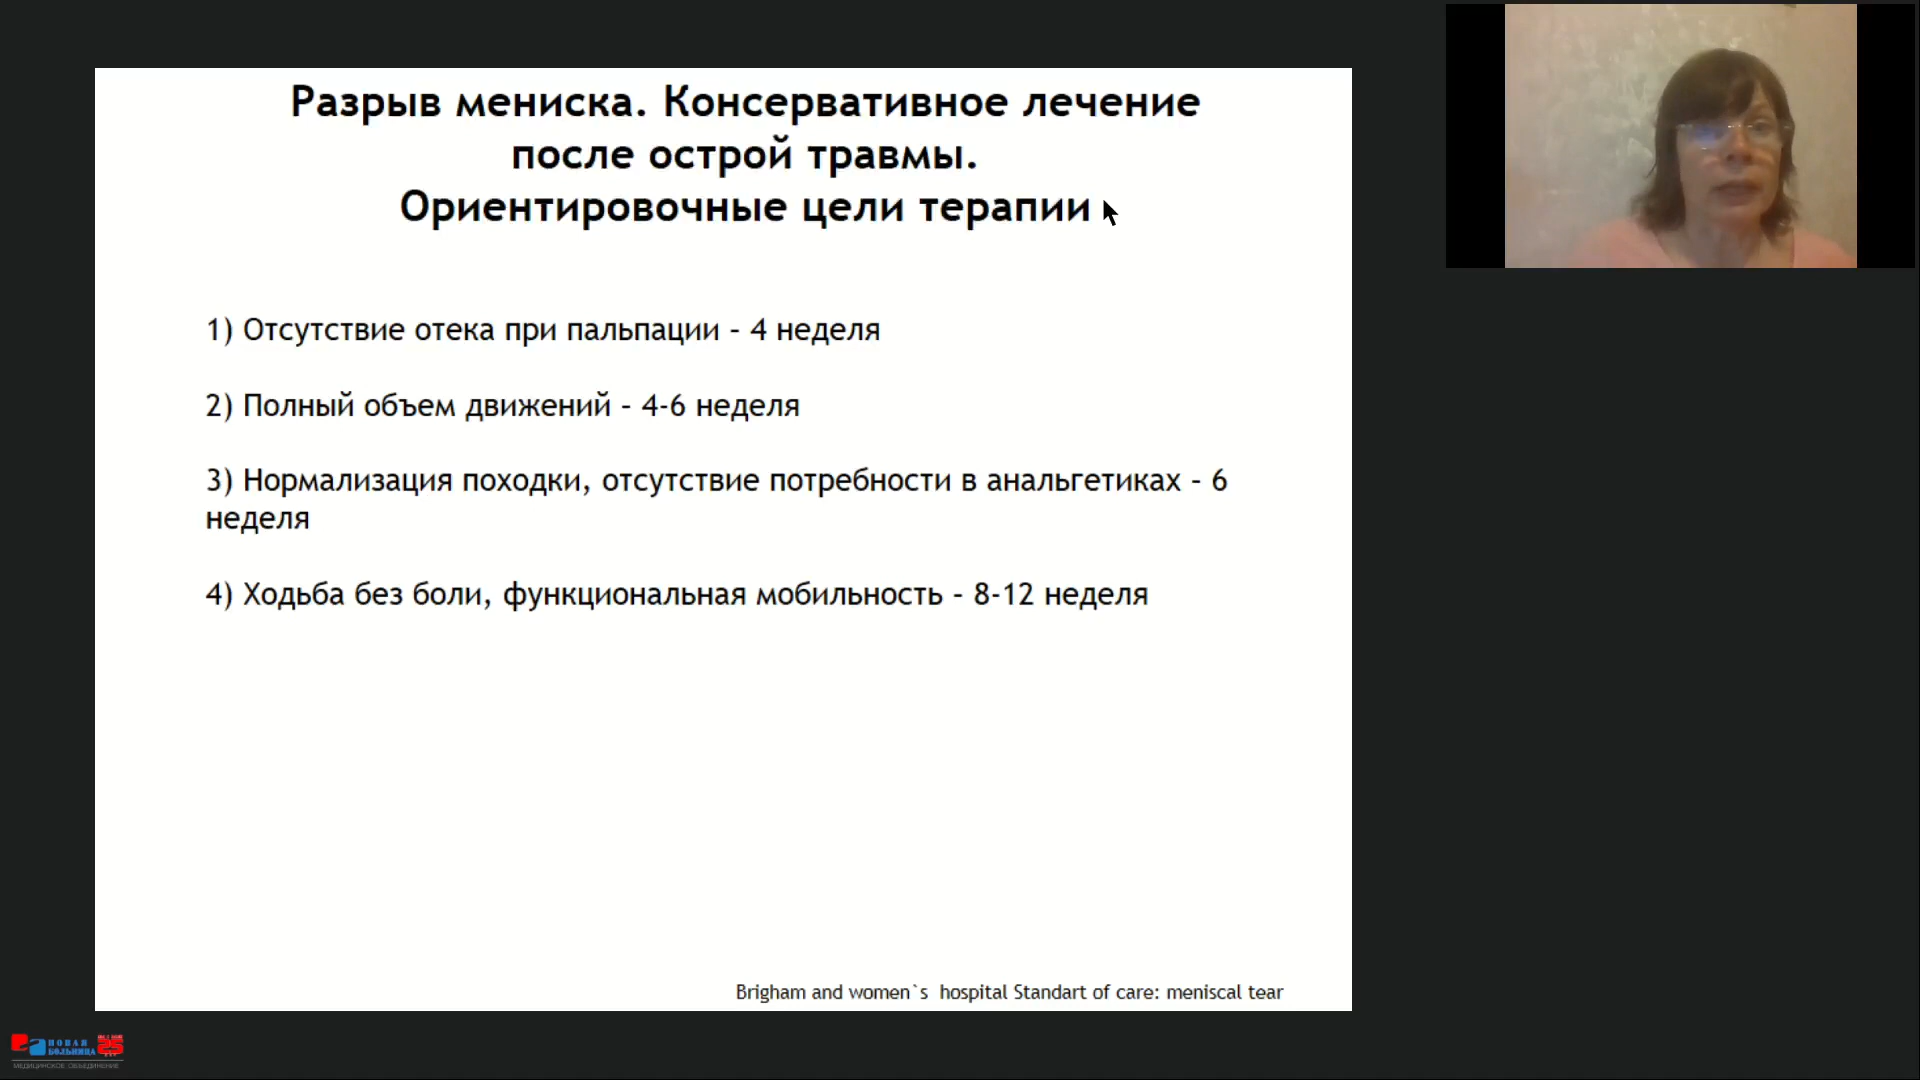 Разрыв мениска. Консервативное лечение
после острой травмы.
Ориентировочные цели терапии
1) Отсутствие отека при пальпации – 4 неделя
2) Полный объем движений – 4-6 неделя
3) Нормализация походки, отсутствие потребности в анальгетиках – 6
неделя
4) Ходьба без боли, функциональная мобильность – 8-12 неделя
Brigham and women`s hospital Standart of care: meniscal tear
НОВАЯ
БОЛЬНИЦА
25
МЕДИЦИНСКОЕ ОБЪЕДИНЕНИЕ